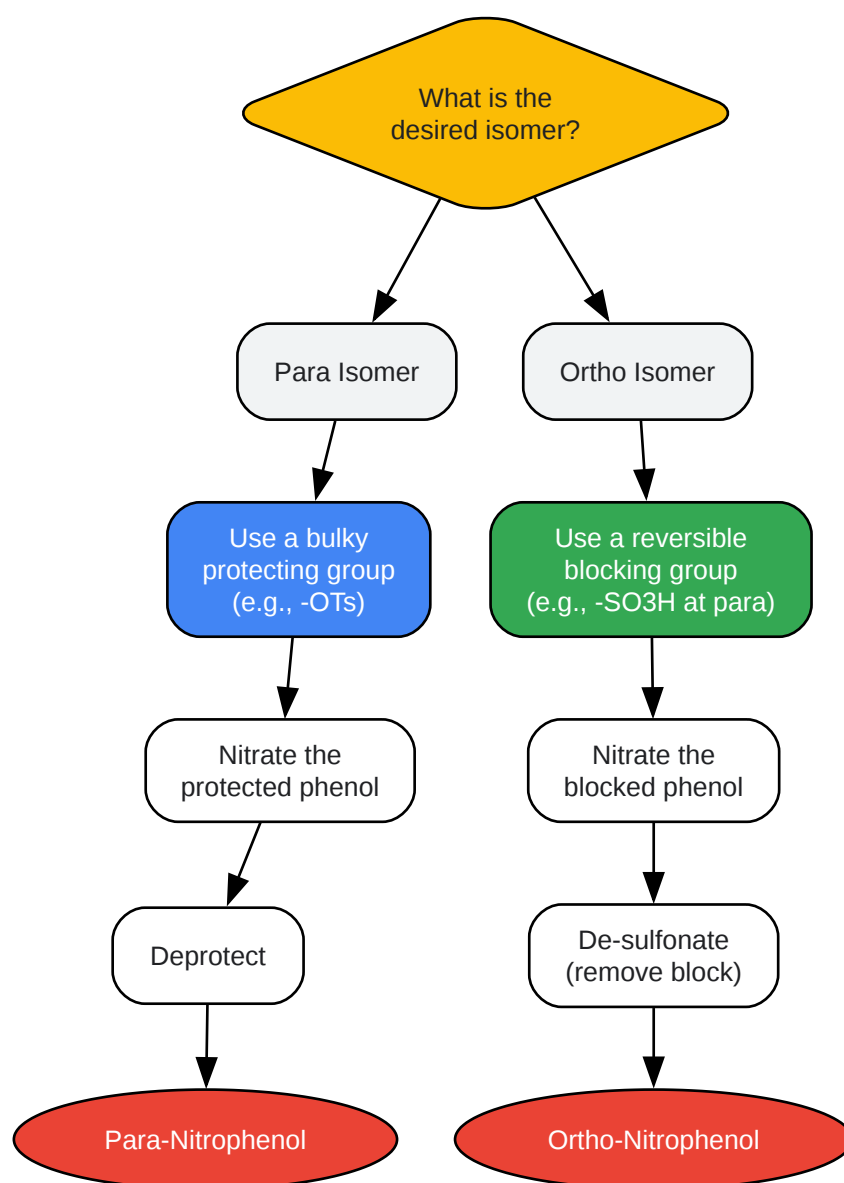 What is the
desired isomer?
Para Isomer
Ortho Isomer
Use a bulky
protecting group
(e.g., -OTs)
Use a reversible
blocking group
(e.g., -SO3H at para)
Nitrate the
protected phenol
Nitrate the
blocked phenol
Deprotect
De-sulfonate
(remove block)
Para-Nitrophenol
Ortho-Nitrophenol